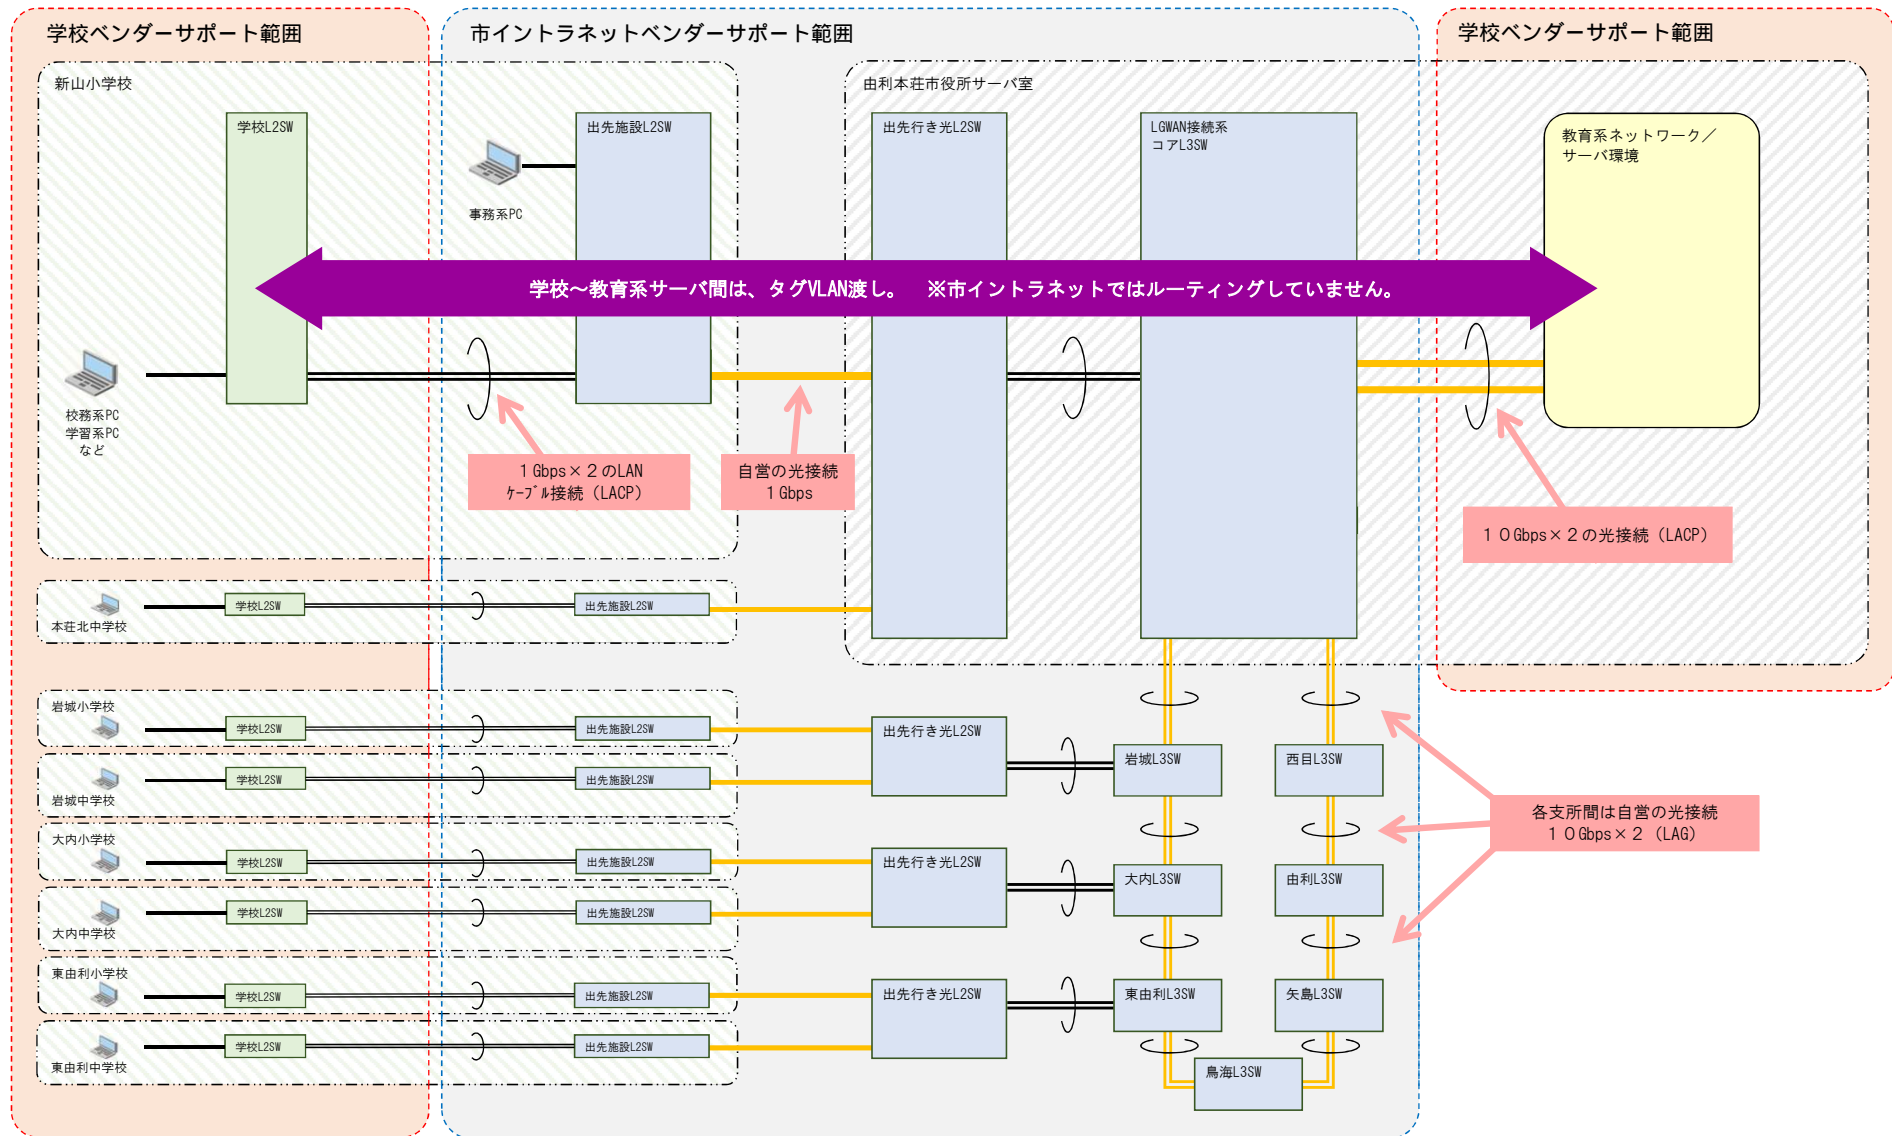 学校ベンダーサポート範囲
市イントラネットベンダーサポート範囲
学校ベンダーサポート範囲
新山小学校
由利本荘市役所サーバ室
学校L2SW
出先施設L2SW
出先行き光L2SW
LGWAN接続系
コアL3SW
教育系ネットワーク／
サーバ環境
事務系PC
学校～教育系サーバ間は、タグVLAN渡し。　※市イントラネットではルーティングしていません。
校務系PC
学習系PC
など
１Gbps×２のLAN
ｹｰﾌﾞﾙ接続（LACP）
自営の光接続
１Gbps
１０Gbps×２の光接続（LACP）
学校L2SW
出先施設L2SW
本荘北中学校
岩城小学校
学校L2SW
出先施設L2SW
出先行き光L2SW
岩城L3SW
西目L3SW
学校L2SW
出先施設L2SW
岩城中学校
各支所間は自営の光接続
１０Gbps×２（LAG）
大内小学校
学校L2SW
出先施設L2SW
出先行き光L2SW
大内L3SW
由利L3SW
学校L2SW
出先施設L2SW
大内中学校
東由利小学校
学校L2SW
出先施設L2SW
出先行き光L2SW
東由利L3SW
矢島L3SW
学校L2SW
出先施設L2SW
東由利中学校
鳥海L3SW